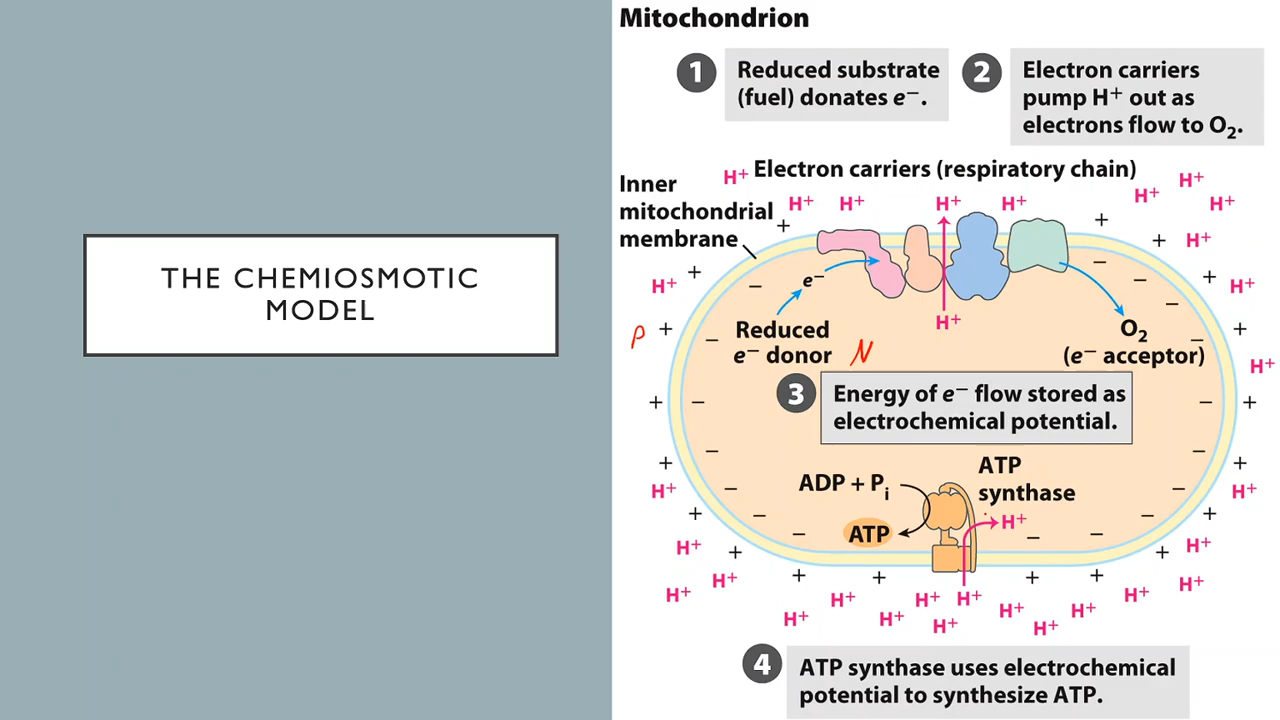 THE CHEMIOSMOTIC
MODEL
Mitochondrion
1 Reduced substrate
(fuel) donates e⁻.
2 Electron carriers
pump H⁺ out as
electrons flow to O₂.
H⁺ Electron carriers (respiratory chain) H⁺
Inner
mitochondrial
membrane
H⁺ H⁺ H⁺ H⁺ H⁺ H⁺
+ + + H⁺
e⁻
+ − − + H⁺
H⁺ − − H⁺
− H⁺
P + − Reduced
e⁻ donor N
O₂
(e⁻ acceptor) − +
H⁺
3 Energy of e⁻ flow stored as
electrochemical potential.
+ − − +
− −
+ ATP
synthase +
ADP + Pᵢ
H⁺ − − H⁺
+ − H⁺ − +
ATP
H⁺ + − − − + H⁺
H⁺ H⁺ + + + + H⁺ H⁺
H⁺ H⁺ H⁺ H⁺ H⁺ H⁺ H⁺ H⁺ H⁺
4 ATP synthase uses electrochemical
potential to synthesize ATP.